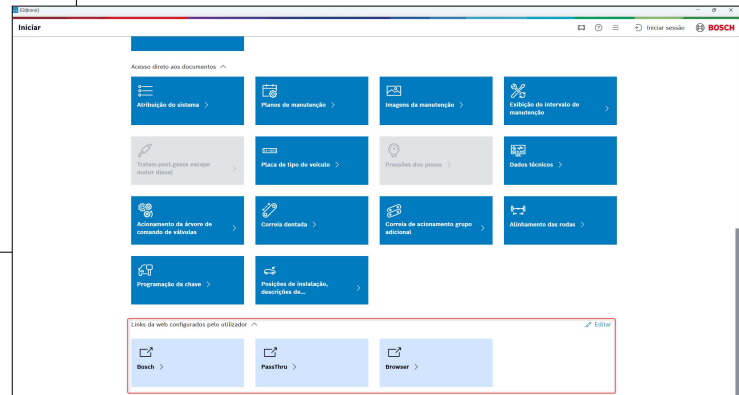 ESI[tronic]
Iniciar
Iniciar sessão
BOSCH
Acesso direto aos documentos
Atribuição do sistema
Planos de manutenção
Imagens da manutenção
Exibição do intervalo de
manutenção
Tratam.post.gases escape
motor diesel
Placa de tipo do veículo
Pressões dos pneus
Dados técnicos
Acionamento da árvore de
comando de válvulas
Correia dentada
Correia de acionamento grupo
adicional
Alinhamento das rodas
Programação da chave
Posições de instalação,
descrições de...
Links da web configurados pelo utilizador
Editar
Bosch
PassThru
Browser